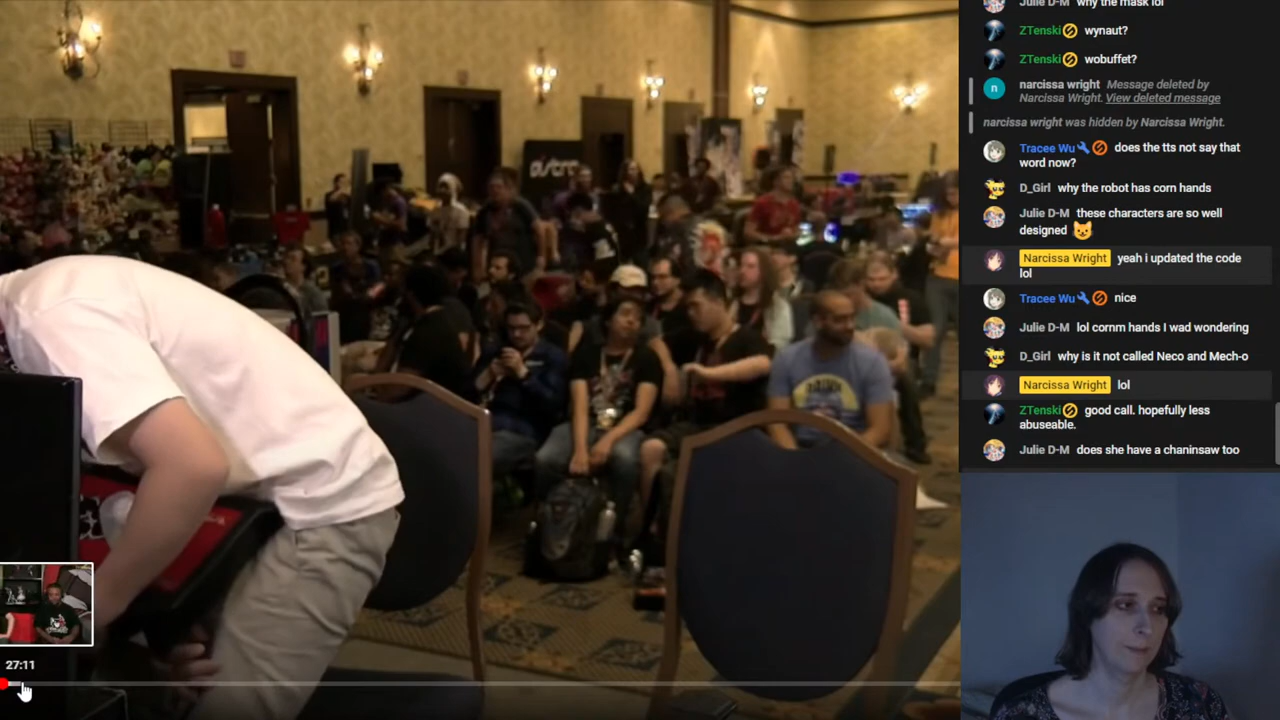 Julie D-M why the mask lol
ZTenski wynaut?
ZTenski wobuffet?
n
narcissa wright Message deleted by
Narcissa Wright. View deleted message
narcissa wright was hidden by Narcissa Wright.
Tracee Wu does the tts not say that
word now?
D_Girl why the robot has corn hands
Julie D-M these characters are so well
designed
Narcissa Wright yeah i updated the code
lol
Tracee Wu nice
Julie D-M lol cornm hands I wad wondering
D_Girl why is it not called Neco and Mech-o
Narcissa Wright lol
ZTenski good call. hopefully less
abuseable.
Julie D-M does she have a chaninsaw too
astro
27:11